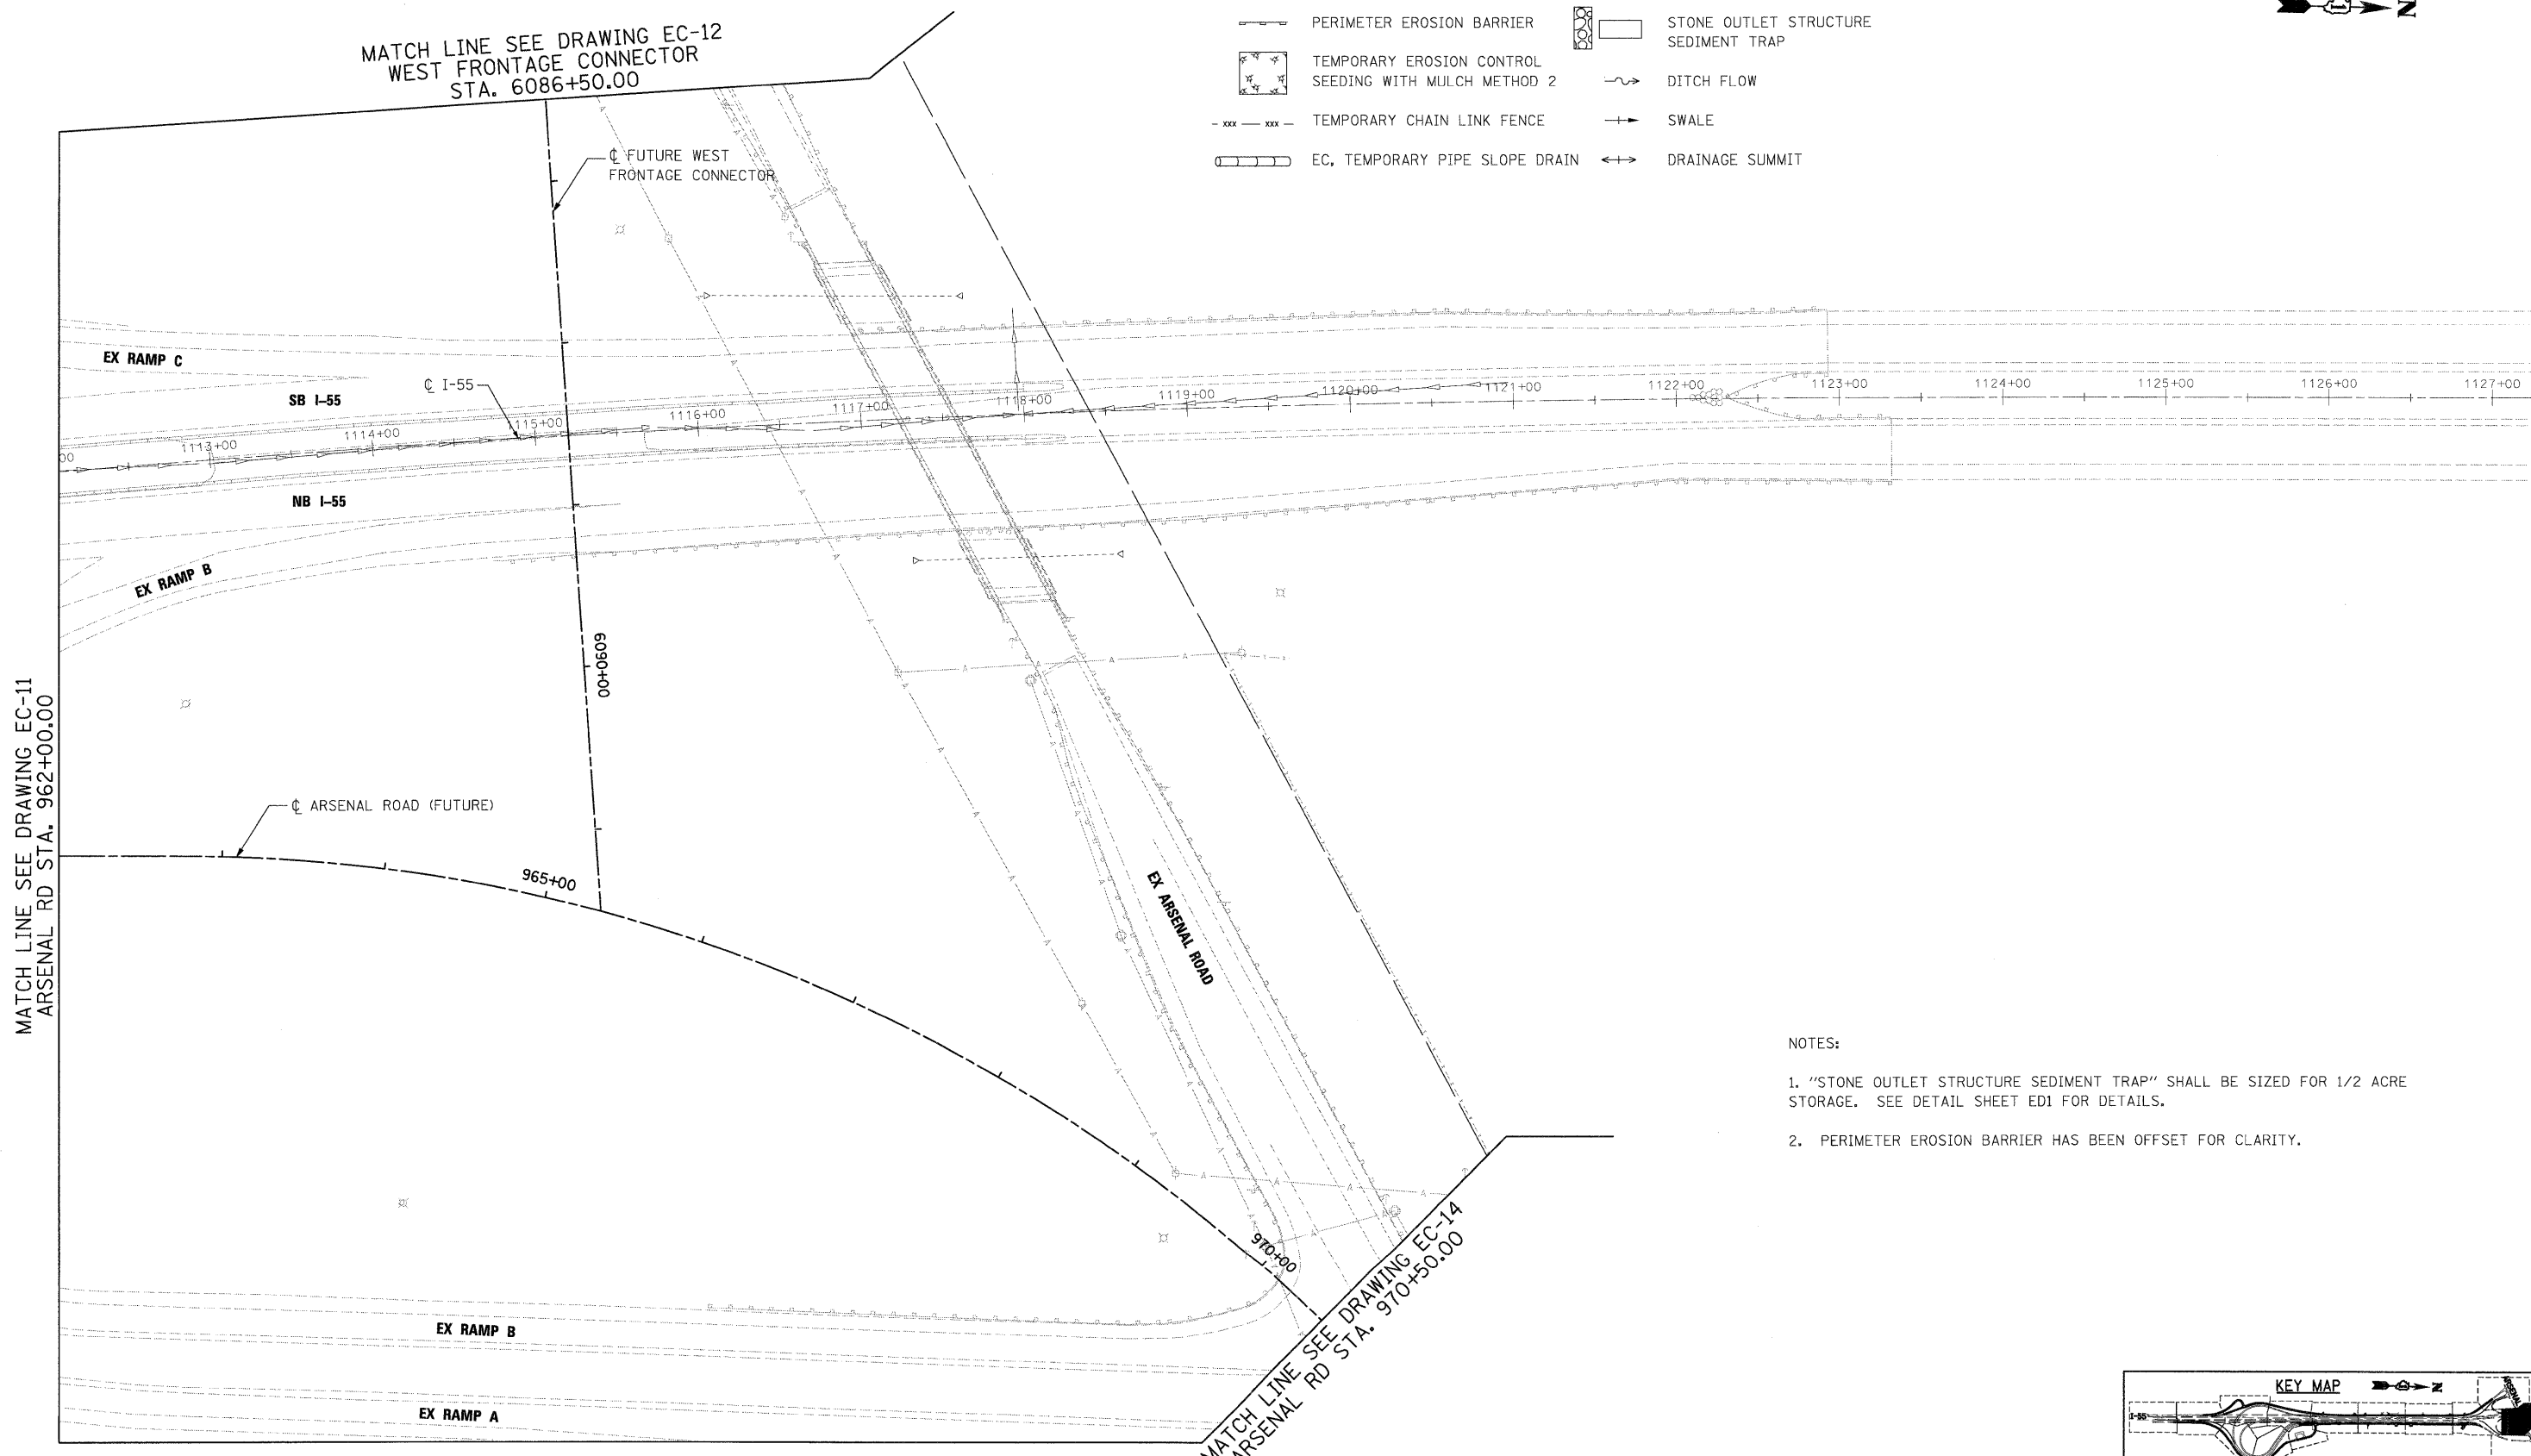 MATCH LINE SEE DRAWING EC-12
WEST FRONTAGE CONNECTOR
STA. 6086+50.00
PERIMETER EROSION BARRIER
STONE OUTLET STRUCTURE
SEDIMENT TRAP
TEMPORARY EROSION CONTROL
SEEDING WITH MULCH METHOD 2
DITCH FLOW
- xxx — xxx –
TEMPORARY CHAIN LINK FENCE
SWALE
EC, TEMPORARY PIPE SLOPE DRAIN
DRAINAGE SUMMIT
N
℄ FUTURE WEST
FRONTAGE CONNECTOR
EX RAMP C
℄ I-55
SB I-55
00
1113+00
1114+00
1115+00
1116+00
1117+00
1118+00
1119+00
1120+00
1121+00
1122+00
1123+00
1124+00
1125+00
1126+00
1127+00
NB I-55
EX RAMP B
6090+00
MATCH LINE SEE DRAWING EC-11
ARSENAL RD STA. 962+00.00
℄ ARSENAL ROAD (FUTURE)
965+00
EX ARSENAL ROAD
NOTES:
1. "STONE OUTLET STRUCTURE SEDIMENT TRAP" SHALL BE SIZED FOR 1/2 ACRE
STORAGE. SEE DETAIL SHEET ED1 FOR DETAILS.
2. PERIMETER EROSION BARRIER HAS BEEN OFFSET FOR CLARITY.
970+00
MATCH LINE SEE DRAWING EC-14
ARSENAL RD STA. 970+50.00
EX RAMP B
EX RAMP A
KEY MAP
N
I-55
ARSENAL